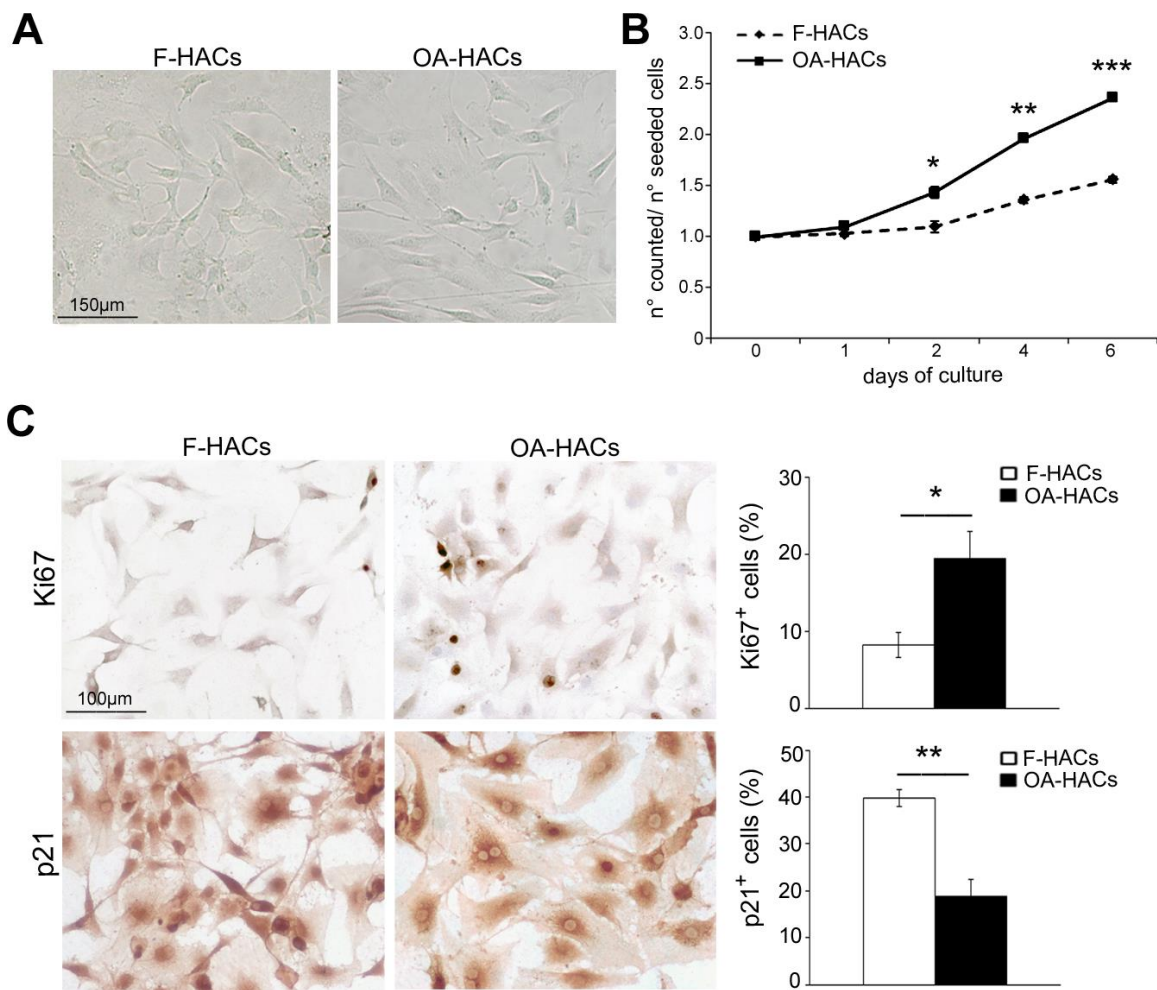 A
F-HACs
OA-HACs
150µm
B
F-HACs
OA-HACs
n° counted/ n° seeded cells
3.0
2.5
2.0
1.5
1.0
0.5
0
*
**
***
0 1 2 4 6
days of culture
C
F-HACs
OA-HACs
Ki67
100µm
p21
F-HACs
OA-HACs
Ki67+ cells (%)
30
20
10
0
*
F-HACs
OA-HACs
p21+ cells (%)
50
40
30
20
10
0
**